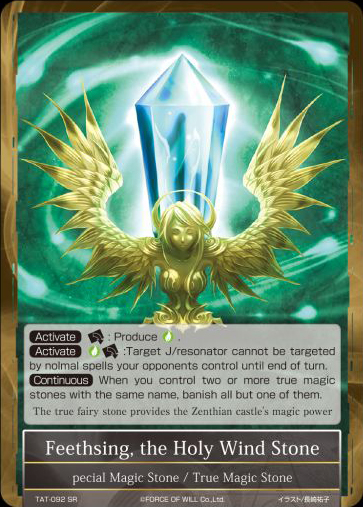 Activate : Produce .
Activate :Target J/resonator cannot be targeted
by nolmal spells your opponents control until end of turn.
Continuous When you control two or more true magic
stones with the same name, banish all but one of them.
The true fairy stone provides the Zenthian castle's magic power
Feethsing, the Holy Wind Stone
pecial Magic Stone / True Magic Stone
TAT-092 SR ©FORCE OF WILL Co.,Ltd. イラスト/長崎祐子